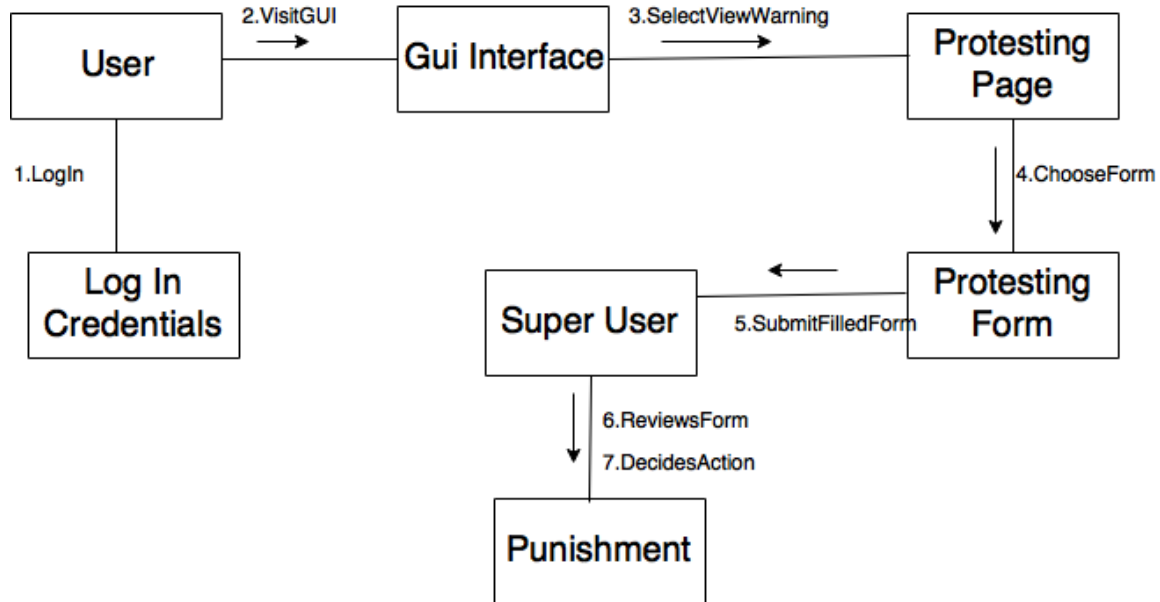 2.VisitGUI
3.SelectViewWarning
User
Gui Interface
Protesting
Page
1.LogIn
4.ChooseForm
Log In
Credentials
Super User
Protesting
Form
5.SubmitFilledForm
6.ReviewsForm
7.DecidesAction
Punishment